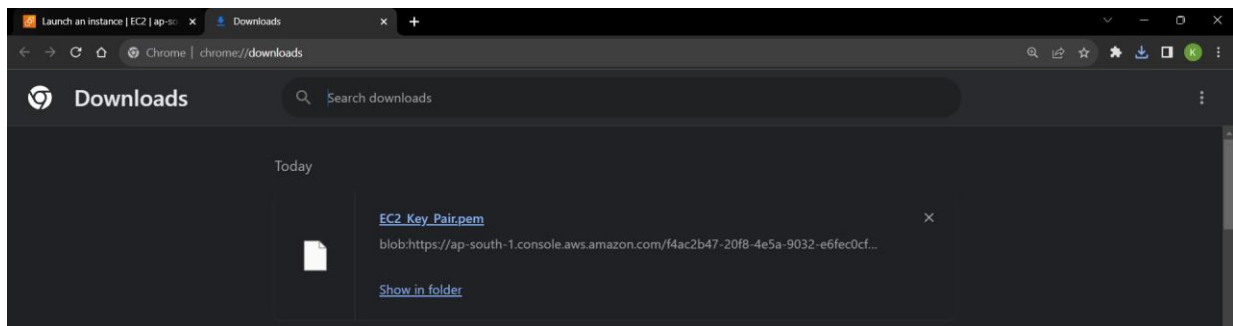 Launch an instance | EC2 | ap-so
Downloads
Chrome | chrome://downloads
K
Downloads
Search downloads
Today
EC2_Key_Pair.pem
blob:https://ap-south-1.console.aws.amazon.com/f4ac2b47-20f8-4e5a-9032-e6fec0cf...
Show in folder